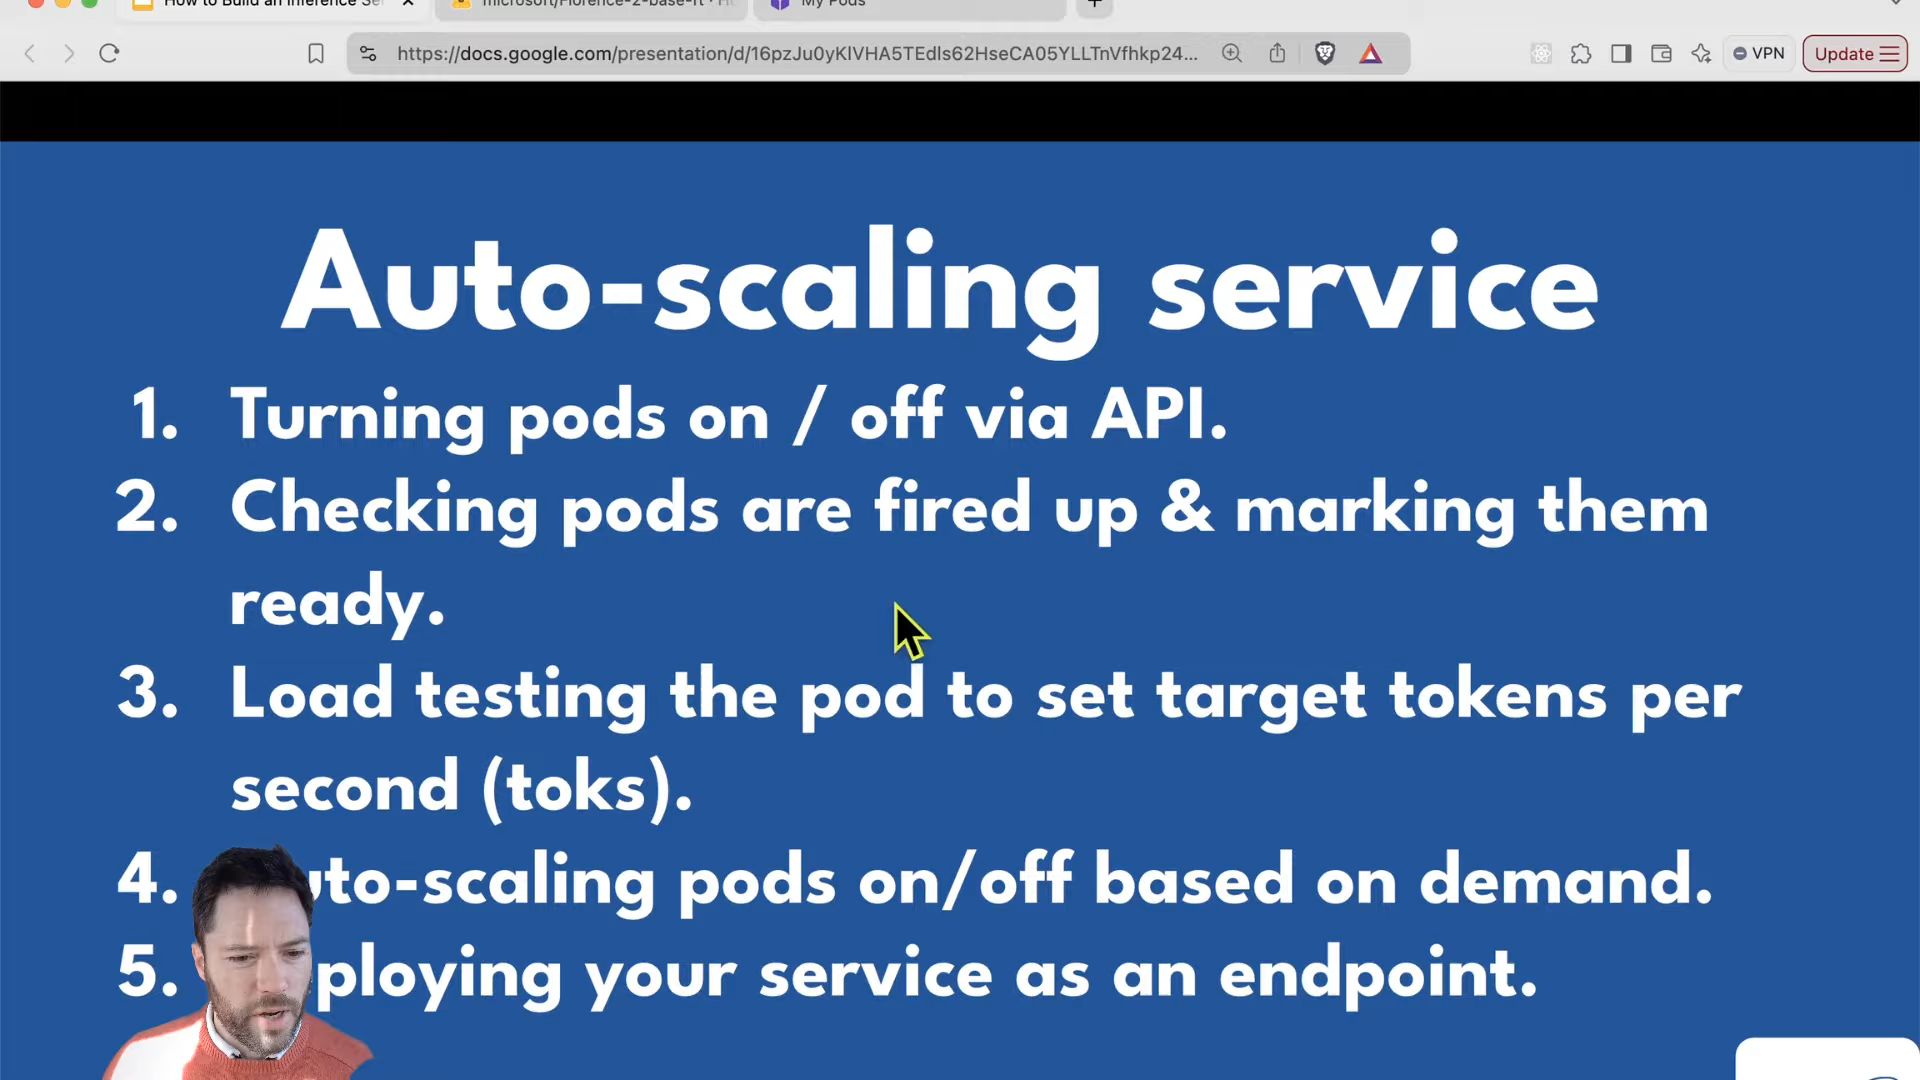 How to Build an Inference Se
microsoft/Florence-2-base-ft · H
My Pods
https://docs.google.com/presentation/d/16pzJu0yKlVHA5TEdIs62HseCA05YLLTnVfhkp24...
VPN
Update
Auto-scaling service
1. Turning pods on / off via API.
2. Checking pods are fired up & marking them
ready.
3. Load testing the pod to set target tokens per
second (toks).
4. uto-scaling pods on/off based on demand.
5. ploying your service as an endpoint.